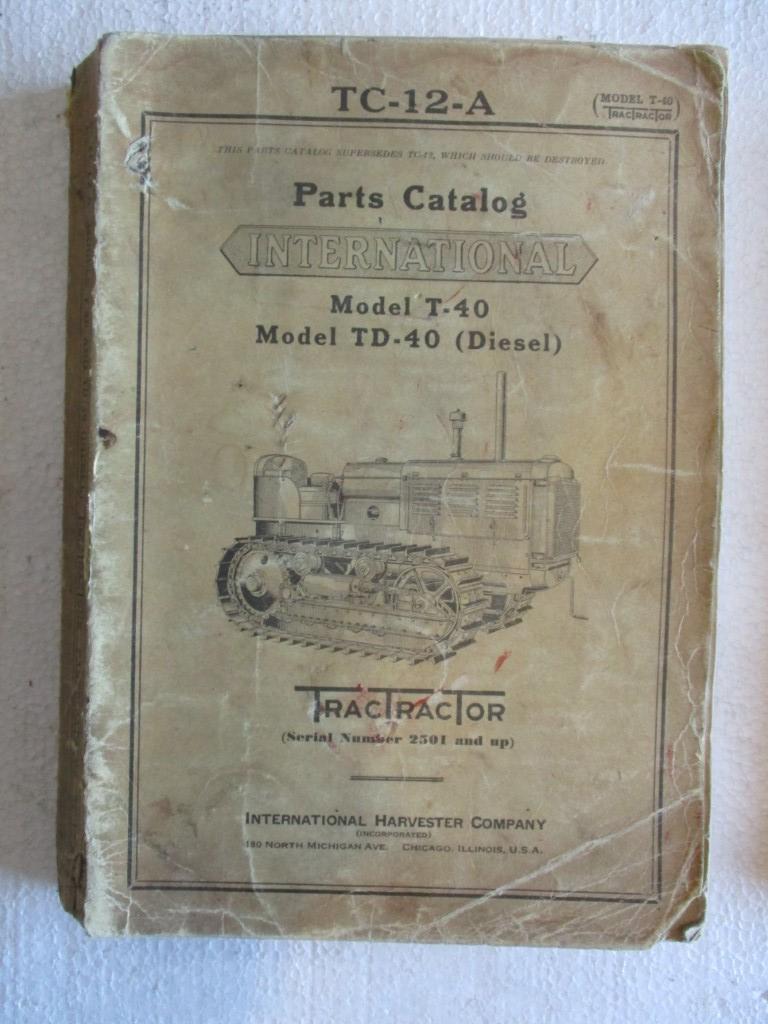 TC-12-A
(MODEL T-40
TRACTRACTOR)
THIS PARTS CATALOG SUPERSEDES TC-12, WHICH SHOULD BE DESTROYED
Parts Catalog
INTERNATIONAL
Model T-40
Model TD-40 (Diesel)
TRACTRACTOR
(Serial Number 2501 and up)
INTERNATIONAL HARVESTER COMPANY
(INCORPORATED)
180 NORTH MICHIGAN AVE. CHICAGO, ILLINOIS, U.S.A.